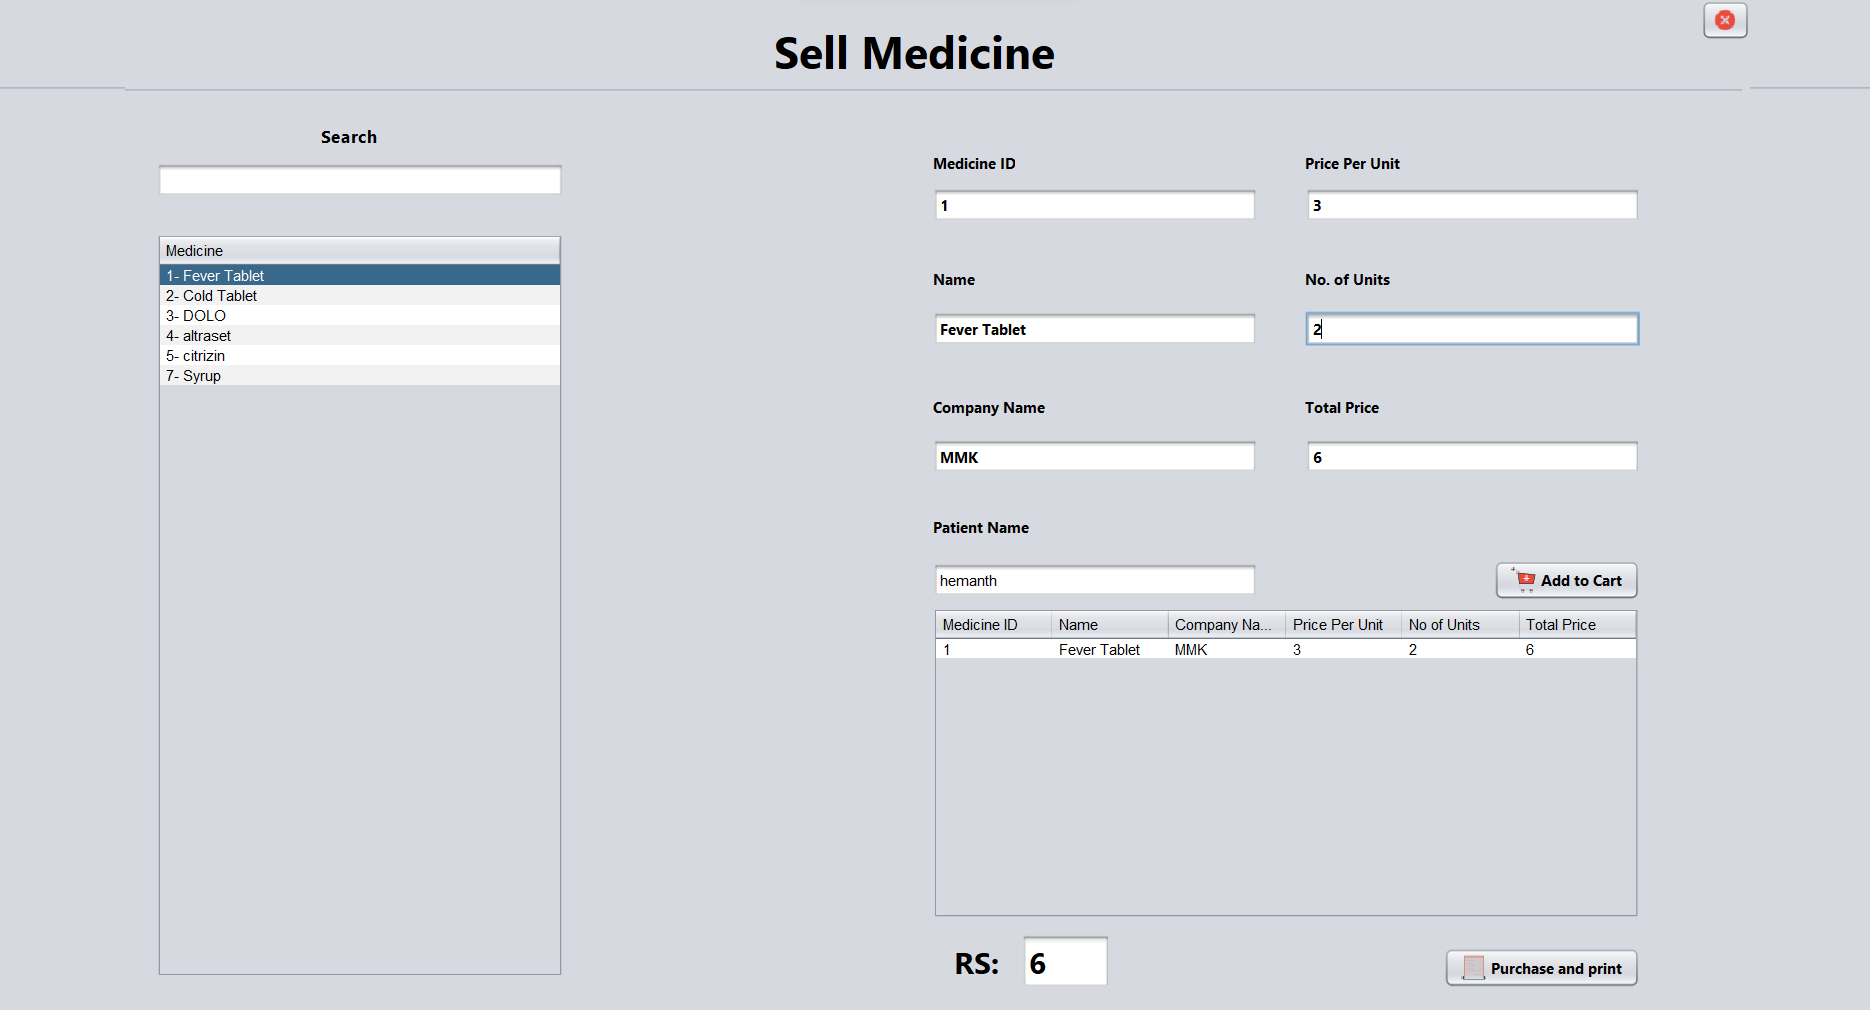 Sell Medicine
Search
Medicine
1- Fever Tablet
2- Cold Tablet
3- DOLO
4- altraset
5- citrizin
7- Syrup
Medicine ID
Price Per Unit
1
3
Name
No. of Units
Fever Tablet
2
Company Name
Total Price
MMK
6
Patient Name
hemanth
Add to Cart
Medicine ID Name Company Na... Price Per Unit No of Units Total Price
1 Fever Tablet MMK 3 2 6
RS: 6
Purchase and print